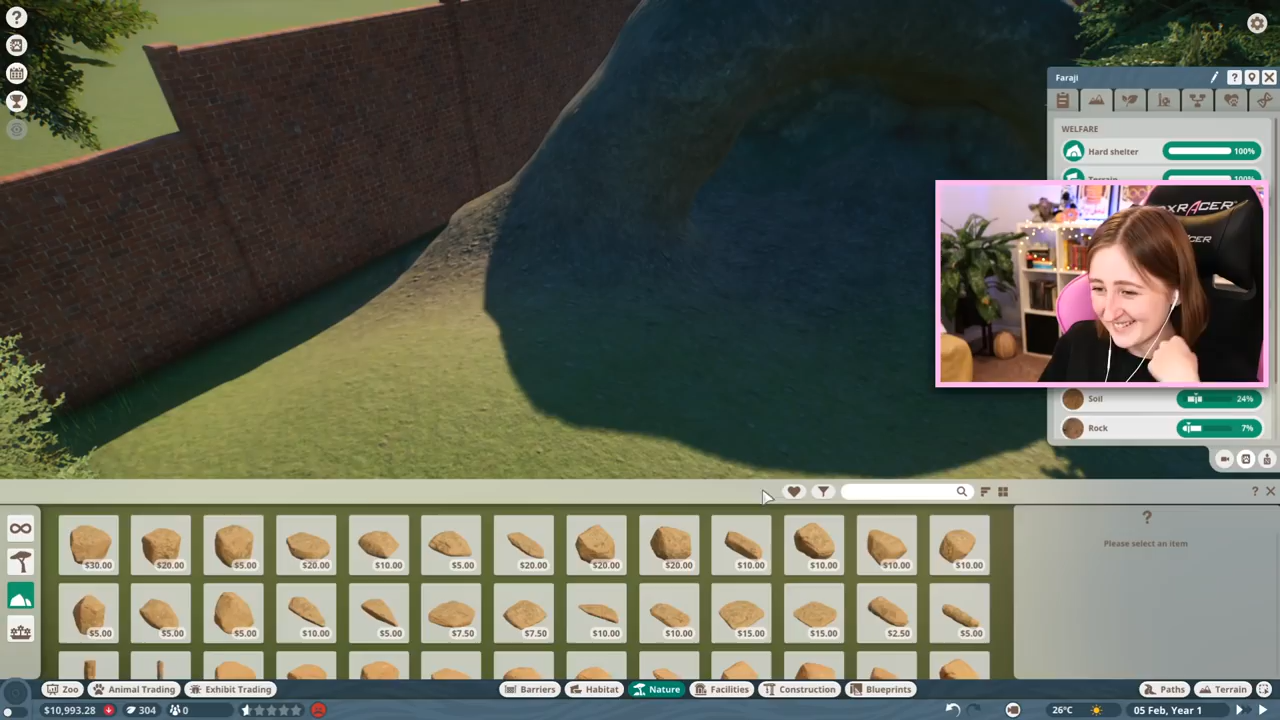 Faraji
WELFARE
Hard shelter 100%
Terrain 100%
XRACER
CER
Soil 24%
Rock 7%
Please select an item
$30.00 $20.00 $5.00 $20.00 $10.00 $5.00 $20.00 $20.00 $20.00 $10.00 $10.00 $10.00 $10.00
$5.00 $5.00 $5.00 $10.00 $5.00 $7.50 $7.50 $10.00 $10.00 $15.00 $15.00 $2.50 $5.00
Zoo Animal Trading Exhibit Trading Barriers Habitat Nature Facilities Construction Blueprints Paths Terrain
$10,993.28 304 0 26°C 05 Feb, Year 1